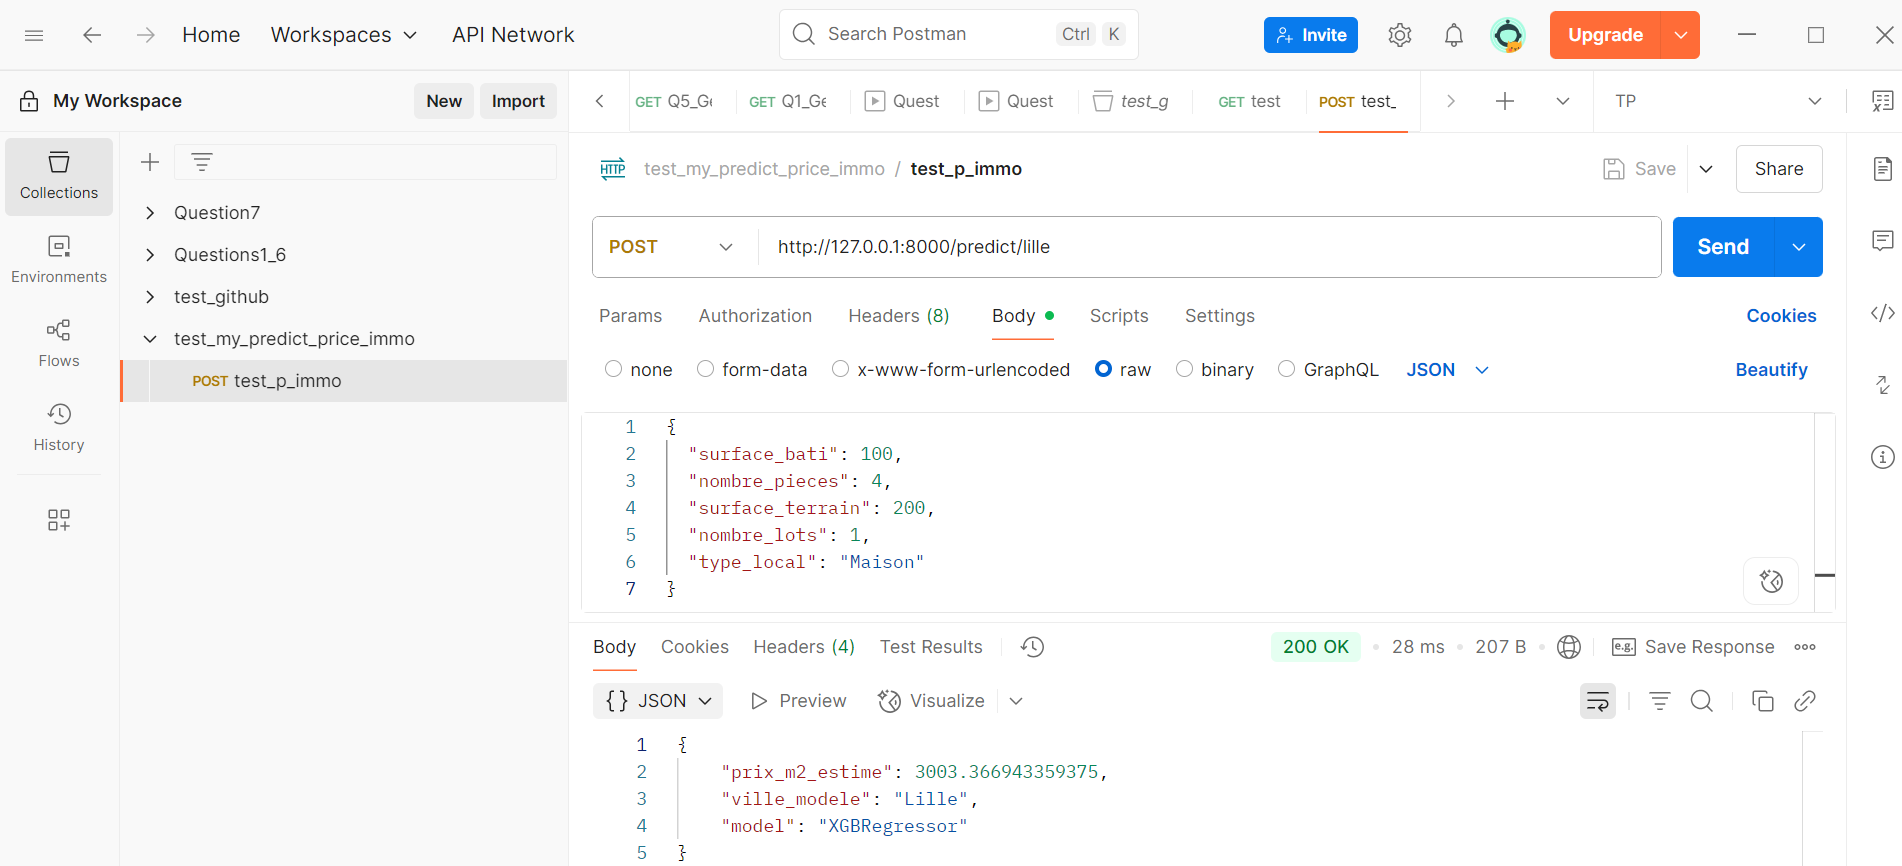 Home Workspaces API Network Search Postman Ctrl K Invite Upgrade
My Workspace New Import
GET Q5_Ge GET Q1_Ge Quest Quest test_g GET test POST test_ TP
Collections
Environments
Flows
History
Question7
Questions1_6
test_github
test_my_predict_price_immo
POST test_p_immo
HTTP test_my_predict_price_immo / test_p_immo Save Share
POST http://127.0.0.1:8000/predict/lille Send
Params Authorization Headers (8) Body Scripts Settings Cookies
none form-data x-www-form-urlencoded raw binary GraphQL JSON Beautify
1 {
2 "surface_bati": 100,
3 "nombre_pieces": 4,
4 "surface_terrain": 200,
5 "nombre_lots": 1,
6 "type_local": "Maison"
7 }
Body Cookies Headers (4) Test Results 200 OK • 28 ms • 207 B • e.g. Save Response
{} JSON Preview Visualize
1 {
2 "prix_m2_estime": 3003.366943359375,
3 "ville_modele": "Lille",
4 "model": "XGBRegressor"
5 }